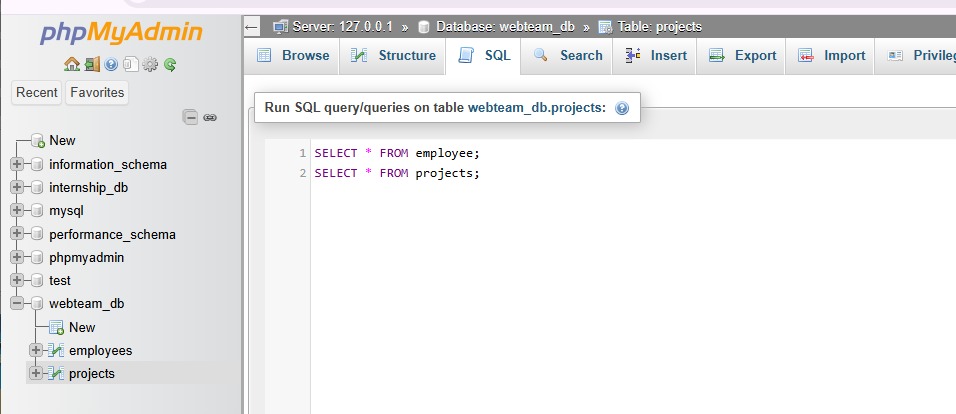 phpMyAdmin
Recent Favorites
New
information_schema
internship_db
mysql
performance_schema
phpmyadmin
test
webteam_db
New
employees
projects
Server: 127.0.0.1 » Database: webteam_db » Table: projects
Browse Structure SQL Search Insert Export Import Privileg
Run SQL query/queries on table webteam_db.projects:
1 SELECT * FROM employee;
2 SELECT * FROM projects;